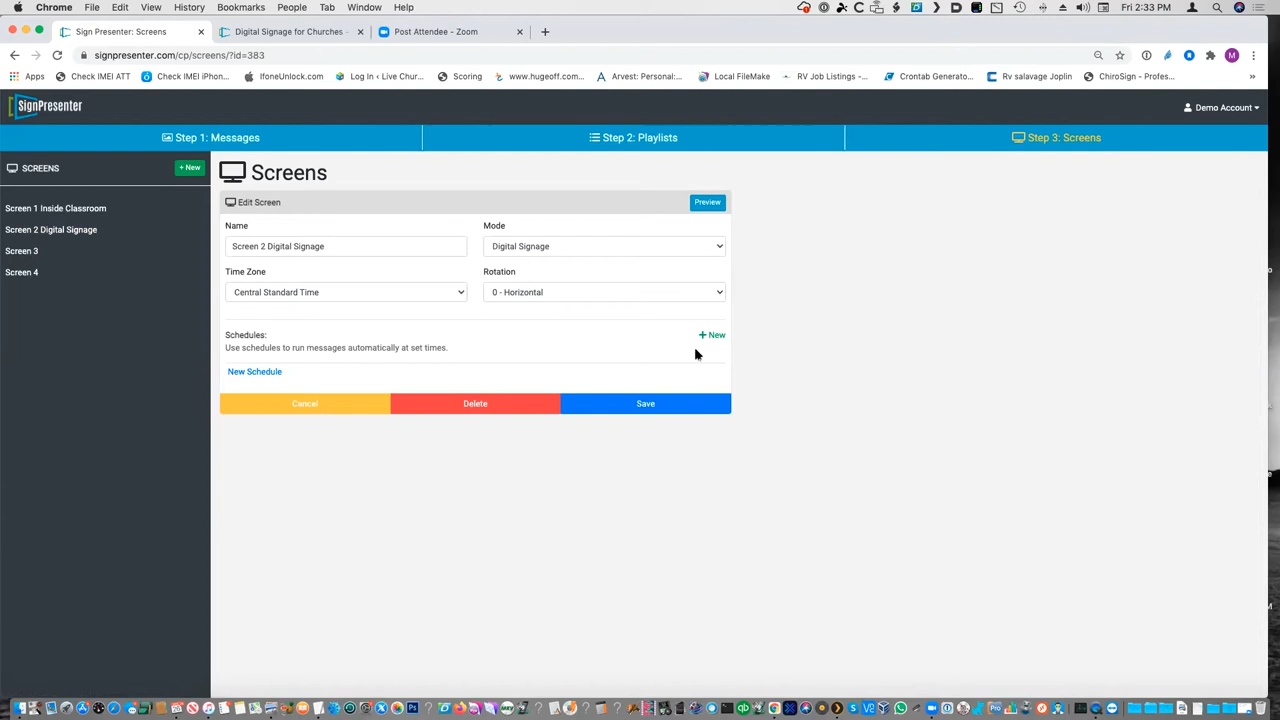 Chrome File Edit View History Bookmarks People Tab Window Help Fri 2:33 PM
Sign Presenter: Screens Digital Signage for Churches - Post Attendee - Zoom
signpresenter.com/cp/screens/?id=383
Apps Check IMEI ATT Check IMEI iPhon... IfoneUnlock.com Log In ‹ Live Chur... Scoring www.hugeoff.com... Arvest: Personal:... Local FileMake RV Job Listings -... Crontab Generato... Rv salavage Joplin ChiroSign - Profes... »
SignPresenter Demo Account
Step 1: Messages Step 2: Playlists Step 3: Screens
SCREENS + New
Screens
Screen 1 Inside Classroom
Screen 2 Digital Signage
Screen 3
Screen 4
Edit Screen Preview
Name Mode
Screen 2 Digital Signage Digital Signage
Time Zone Rotation
Central Standard Time 0 - Horizontal
Schedules: + New
Use schedules to run messages automatically at set times.
New Schedule
Cancel Delete Save